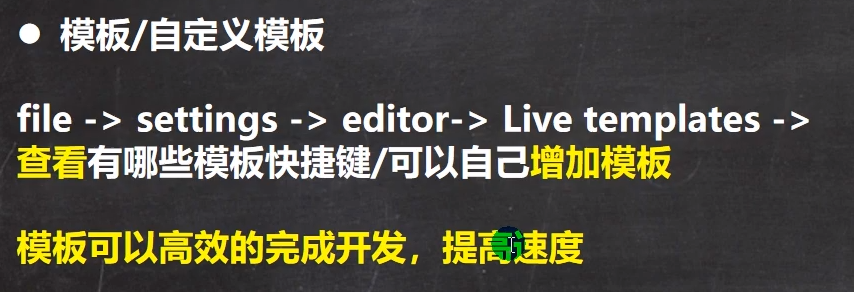 ● 模板/自定义模板
file -> settings -> editor-> Live templates ->
查看有哪些模板快捷键/可以自己增加模板
模板可以高效的完成开发，提高速度